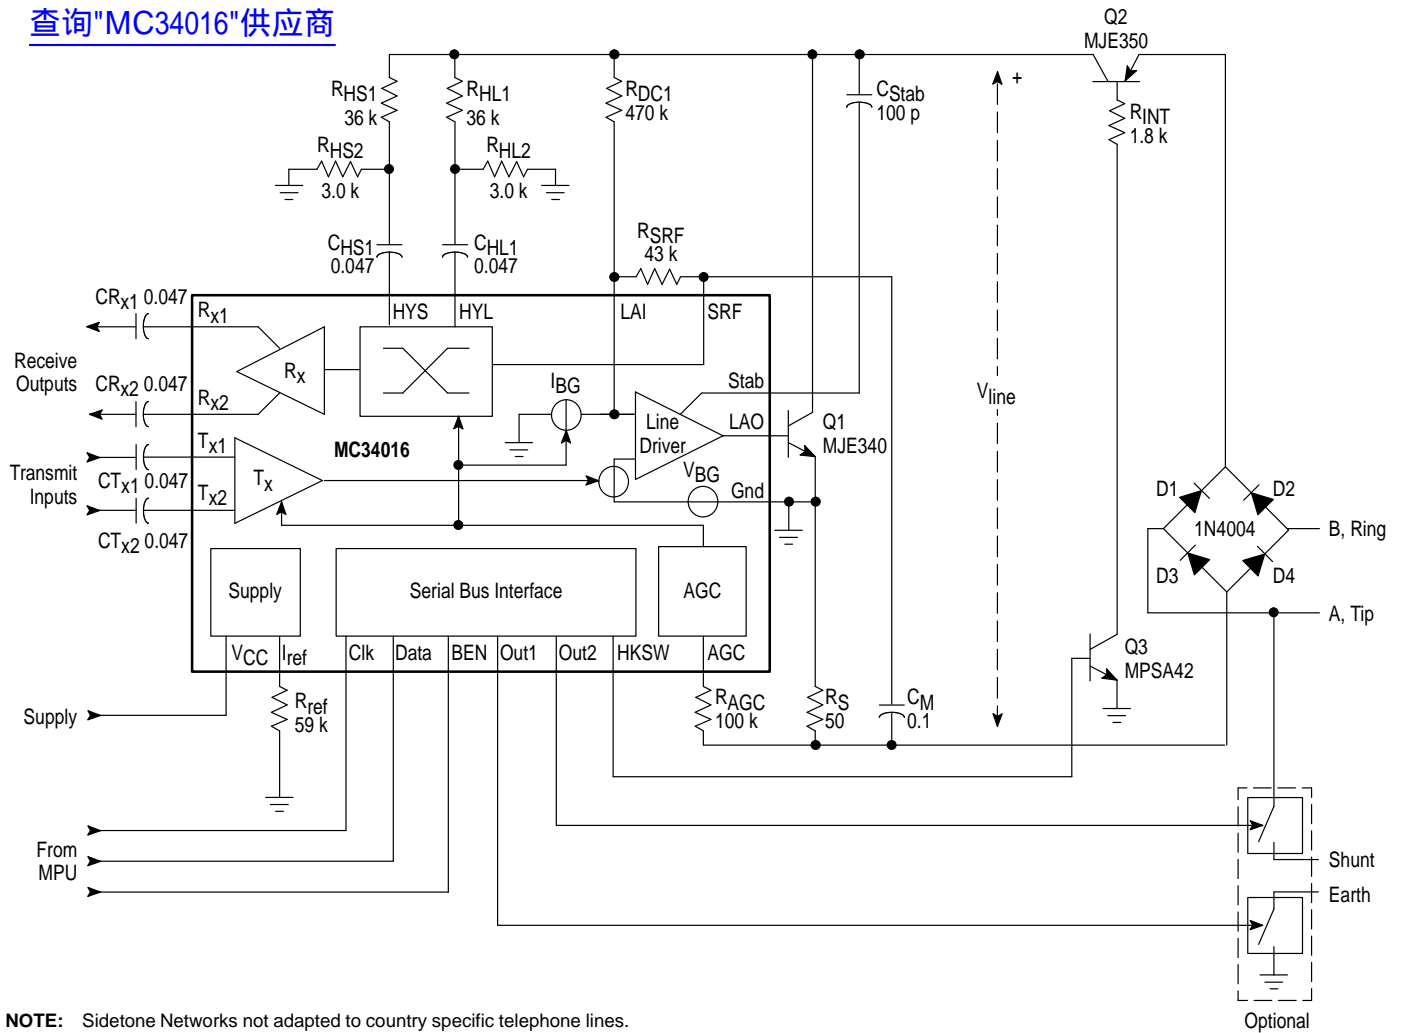 查询"MC34016"供应商
Q2
MJE350
RHS1
36 k
RHL1
36 k
RDC1
470 k
CStab
100 p
+
RINT
1.8 k
RHS2
3.0 k
RHL2
3.0 k
RSRF
43 k
CHS1
0.047
CHL1
0.047
CRx1 0.047
Rx1
HYS
HYL
LAI
SRF
Receive
Outputs
Rx
CRx2 0.047
Rx2
IBG
Stab
Vline
Line
Driver
LAO
Q1
MJE340
Tx1
MC34016
Transmit
Inputs
CTx1 0.047
Tx
Tx2
VBG
Gnd
CTx2 0.047
D1
D2
1N4004
B, Ring
D3
D4
Supply
Serial Bus Interface
AGC
A, Tip
VCC
Iref
Clk
Data
BEN
Out1
Out2
HKSW
AGC
Q3
MPSA42
Supply
Rref
59 k
RAGC
100 k
RS
50
CM
0.1
From
MPU
Shunt
Earth
Optional
NOTE: Sidetone Networks not adapted to country specific telephone lines.